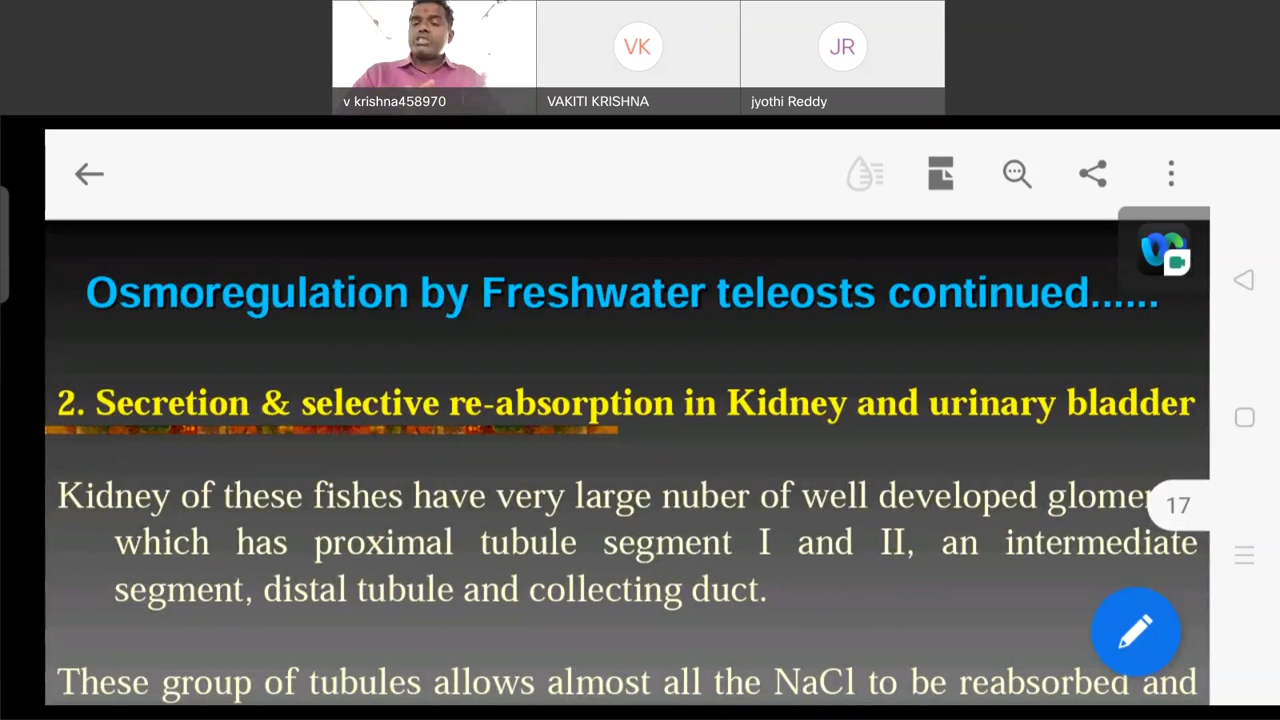 VK
JR
v krishna458970
VAKITI KRISHNA
jyothi Reddy
Osmoregulation by Freshwater teleosts continued......
2. Secretion & selective re-absorption in Kidney and urinary bladder
Kidney of these fishes have very large nuber of well developed
17
which has proximal tubule segment I and II, an intermediate
segment, distal tubule and collecting duct.
These group of tubules allows almost all the NaCl to be reabsorbed and